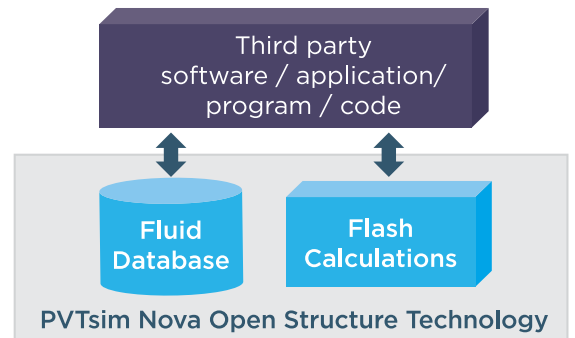 Third party
software / application/
program / code
Fluid
Database
Flash
Calculations
PVTsim Nova Open Structure Technology